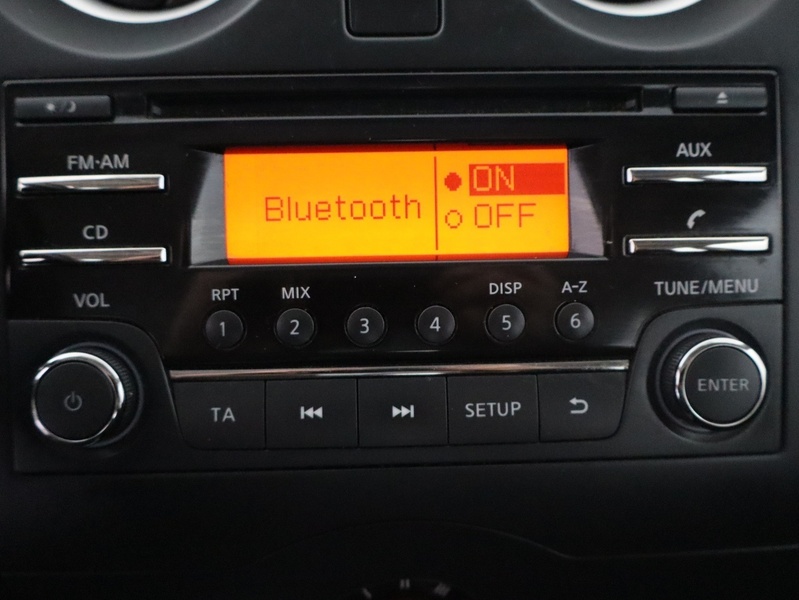 FM-AM
AUX
Bluetooth
ON
OFF
CD
VOL
RPT
MIX
DISP
A-Z
TUNE/MENU
1
2
3
4
5
6
TA
SETUP
ENTER